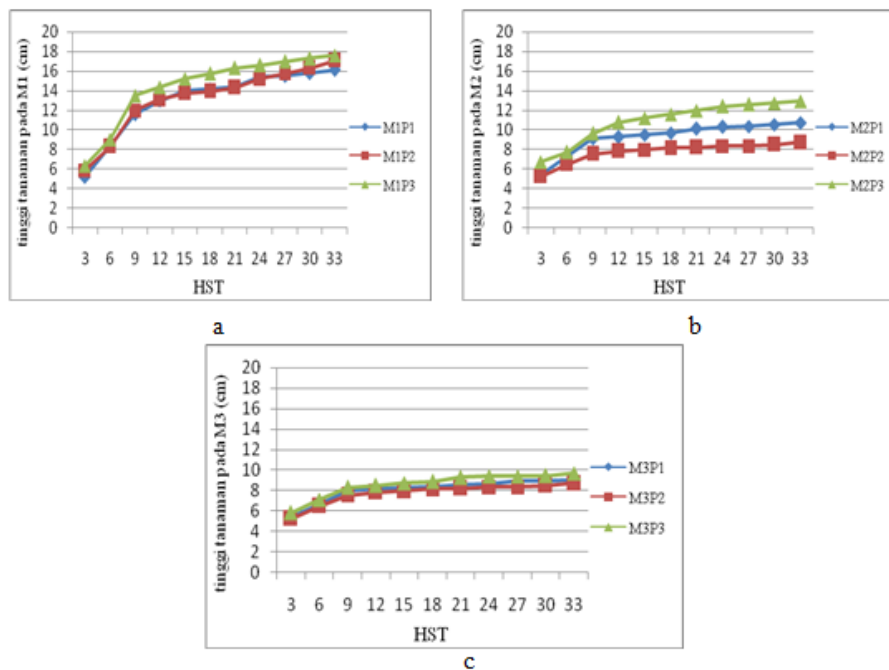 tinggi tanaman pada M1 (cm)
20
18
16
14
12
10
8
6
4
2
0
3 6 9 12 15 18 21 24 27 30 33
HST
M1P1
M1P2
M1P3
a
tinggi tanaman pada M2 (cm)
20
18
16
14
12
10
8
6
4
2
0
3 6 9 12 15 18 21 24 27 30 33
HST
M2P1
M2P2
M2P3
b
tinggi tanaman pada M3 (cm)
20
18
16
14
12
10
8
6
4
2
0
3 6 9 12 15 18 21 24 27 30 33
HST
M3P1
M3P2
M3P3
c